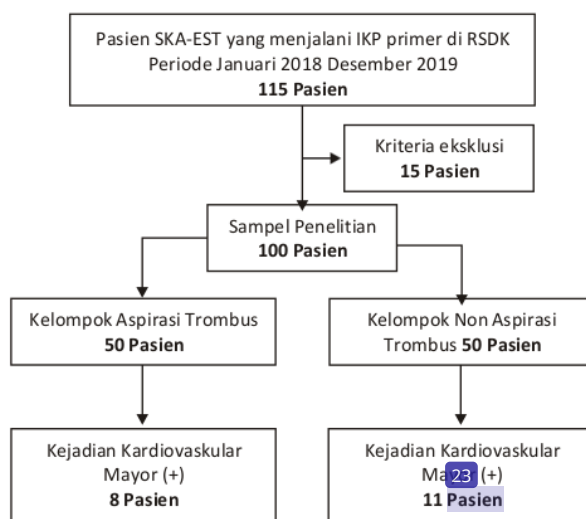 Pasien SKA-EST yang menjalani IKP primer di RSDK
Periode Januari 2018 Desember 2019
115 Pasien
Kriteria eksklusi
15 Pasien
Sampel Penelitian
100 Pasien
Kelompok Aspirasi Trombus
50 Pasien
Kelompok Non Aspirasi
Trombus 50 Pasien
Kejadian Kardiovaskular
Mayor (+)
8 Pasien
Kejadian Kardiovaskular
(+)
23
11 Pasien